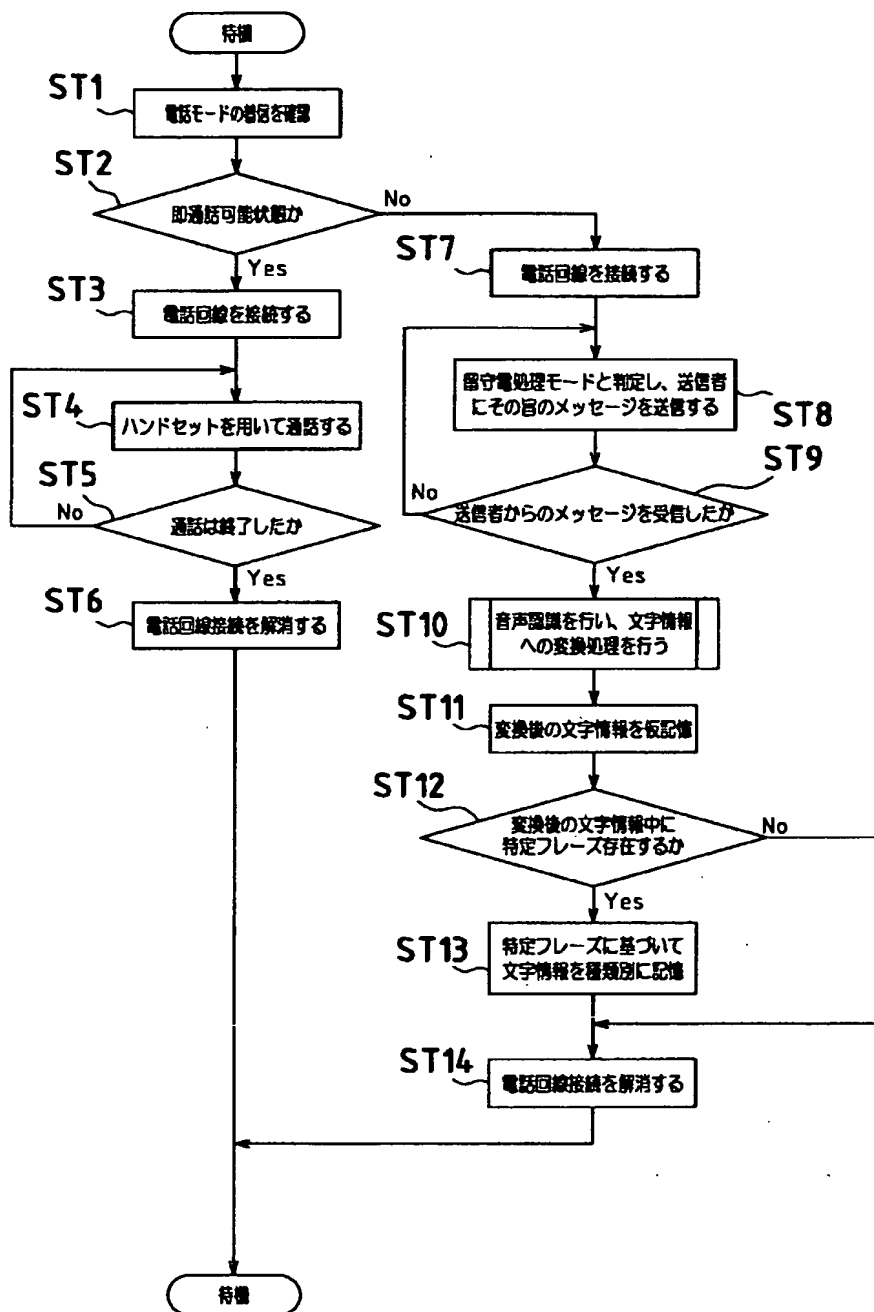 待機
ST1
電話モードの着信を確認
ST2
即通話可能状態か
No
Yes
ST3
電話回線を接続する
ST4
ハンドセットを用いて通話する
ST5
通話は終了したか
No
Yes
ST6
電話回線接続を解消する
ST7
電話回線を接続する
留守電処理モードと判定し、送信者
にその旨のメッセージを送信する
ST8
ST9
送信者からのメッセージを受信したか
No
Yes
ST10
音声認識を行い、文字情報
への変換処理を行う
ST11
変換後の文字情報を仮記憶
ST12
変換後の文字情報中に
特定フレーズ存在するか
No
Yes
ST13
特定フレーズに基づいて
文字情報を種類別に記憶
ST14
電話回線接続を解消する
待機